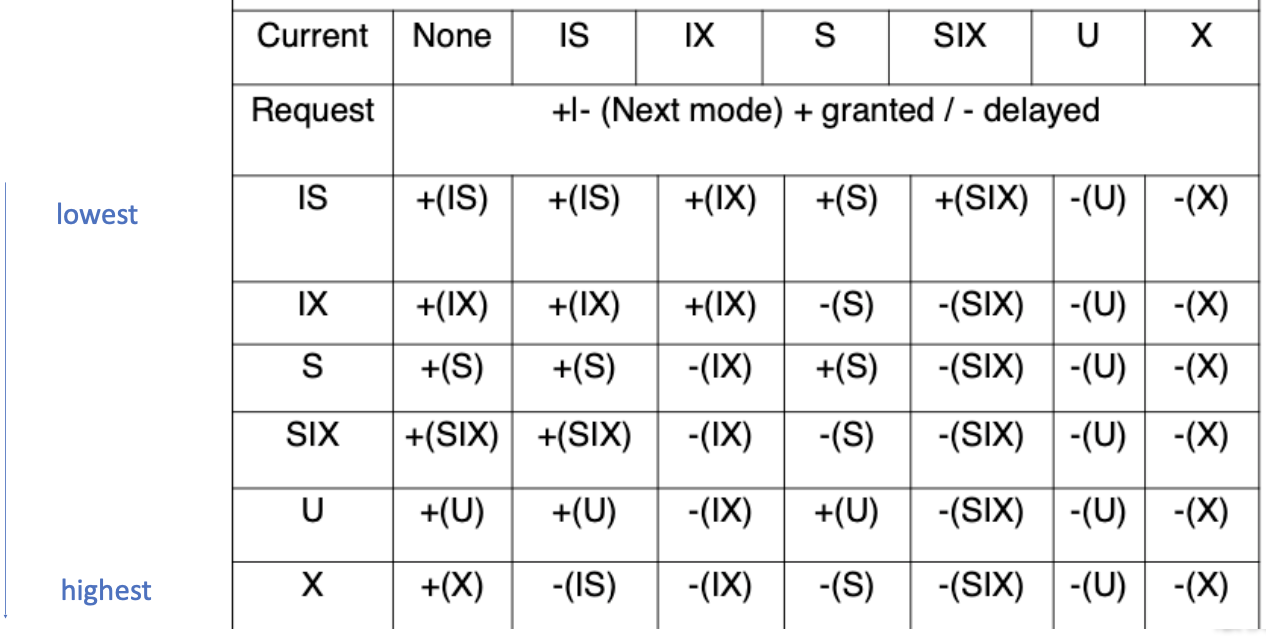 Current None IS IX S SIX U X
Request +l- (Next mode) + granted / - delayed
lowest IS +(IS) +(IS) +(IX) +(S) +(SIX) -(U) -(X)
IX +(IX) +(IX) +(IX) -(S) -(SIX) -(U) -(X)
S +(S) +(S) -(IX) +(S) -(SIX) -(U) -(X)
SIX +(SIX) +(SIX) -(IX) -(S) -(SIX) -(U) -(X)
U +(U) +(U) -(IX) +(U) -(SIX) -(U) -(X)
highest X +(X) -(IS) -(IX) -(S) -(SIX) -(U) -(X)